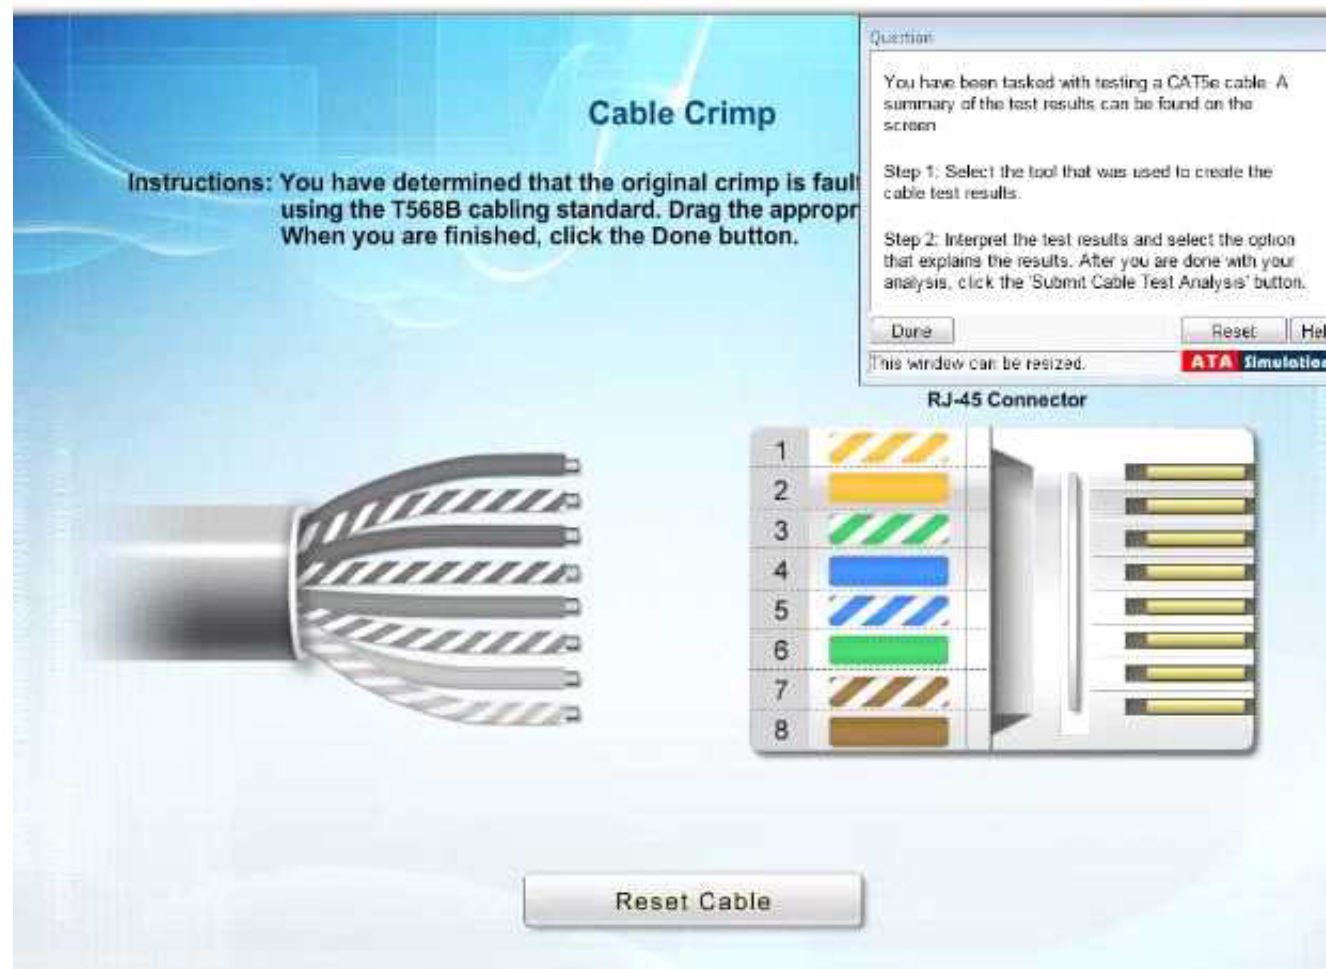 Question
You have been tasked with testing a CAT5e cable. A
summary of the test results can be found on the
screen
Step 1: Select the tool that was used to create the
cable test results.
Step 2: Interpret the test results and select the option
that explains the results. After you are done with your
analysis, click the 'Submit Cable Test Analysis' button.
Done
Reset
Hel
This window can be resized.
ATA Simulation
Cable Crimp
Instructions: You have determined that the original crimp is fault
using the T568B cabling standard. Drag the appropr
When you are finished, click the Done button.
RJ-45 Connector
1
2
3
4
5
6
7
8
Reset Cable